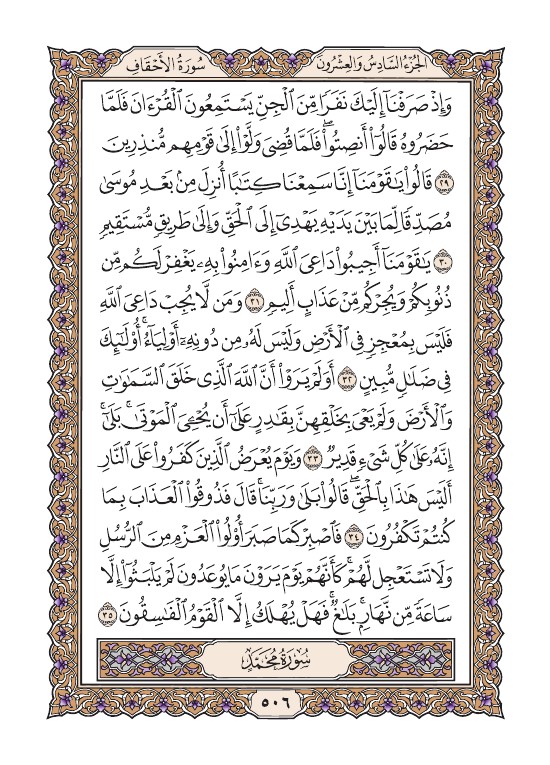 الجُزْءُ السَّادِسُ وَالعِشْرُونَ
سُورَةُ الأَحْقَافِ
وَإِذْ صَرَفْنَآ إِلَيْكَ نَفَرًا مِّنَ ٱلْجِنِّ يَسْتَمِعُونَ ٱلْقُرْءَانَ فَلَمَّا
حَضَرُوهُ قَالُوٓا۟ أَنصِتُوا۟ۖ فَلَمَّا قُضِىَ وَلَّوْا۟ إِلَىٰ قَوْمِهِم مُّنذِرِينَ
٢٩ قَالُوا۟ يَٰقَوْمَنَآ إِنَّا سَمِعْنَا كِتَٰبًا أُنزِلَ مِنۢ بَعْدِ مُوسَىٰ
مُصَدِّقًا لِّمَا بَيْنَ يَدَيْهِ يَهْدِىٓ إِلَى ٱلْحَقِّ وَإِلَىٰ طَرِيقٍ مُّسْتَقِيمٍ
٣٠ يَٰقَوْمَنَآ أَجِيبُوا۟ دَاعِىَ ٱللَّهِ وَءَامِنُوا۟ بِهِۦ يَغْفِرْ لَكُم مِّن
ذُنُوبِكُمْ وَيُجِرْكُم مِّنْ عَذَابٍ أَلِيمٍ ٣١ وَمَن لَّا يُجِبْ دَاعِىَ ٱللَّهِ
فَلَيْسَ بِمُعْجِزٍ فِى ٱلْأَرْضِ وَلَيْسَ لَهُۥ مِن دُونِهِۦٓ أَوْلِيَآءُۚ أُو۟لَٰٓئِكَ
فِى ضَلَٰلٍ مُّبِينٍ ٣٢ أَوَلَمْ يَرَوْا۟ أَنَّ ٱللَّهَ ٱلَّذِى خَلَقَ ٱلسَّمَٰوَٰتِ
وَٱلْأَرْضَ وَلَمْ يَعْىَ بِخَلْقِهِنَّ بِقَٰدِرٍ عَلَىٰٓ أَن يُحْـِۧىَ ٱلْمَوْتَىٰۚ بَلَىٰٓ
إِنَّهُۥ عَلَىٰ كُلِّ شَىْءٍ قَدِيرٌ ٣٣ وَيَوْمَ يُعْرَضُ ٱلَّذِينَ كَفَرُوا۟ عَلَى ٱلنَّارِ
أَلَيْسَ هَٰذَا بِٱلْحَقِّۖ قَالُوا۟ بَلَىٰ وَرَبِّنَاۚ قَالَ فَذُوقُوا۟ ٱلْعَذَابَ بِمَا
كُنتُمْ تَكْفُرُونَ ٣٤ فَٱصْبِرْ كَمَا صَبَرَ أُو۟لُوا۟ ٱلْعَزْمِ مِنَ ٱلرُّسُلِ
وَلَا تَسْتَعْجِل لَّهُمْۚ كَأَنَّهُمْ يَوْمَ يَرَوْنَ مَا يُوعَدُونَ لَمْ يَلْبَثُوٓا۟ إِلَّا
سَاعَةً مِّن نَّهَارٍۭۚ بَلَٰغٌۚ فَهَلْ يُهْلَكُ إِلَّا ٱلْقَوْمُ ٱلْفَٰسِقُونَ ٣٥
سُورَةُ مُحَمَّدٍ
٥٠٦